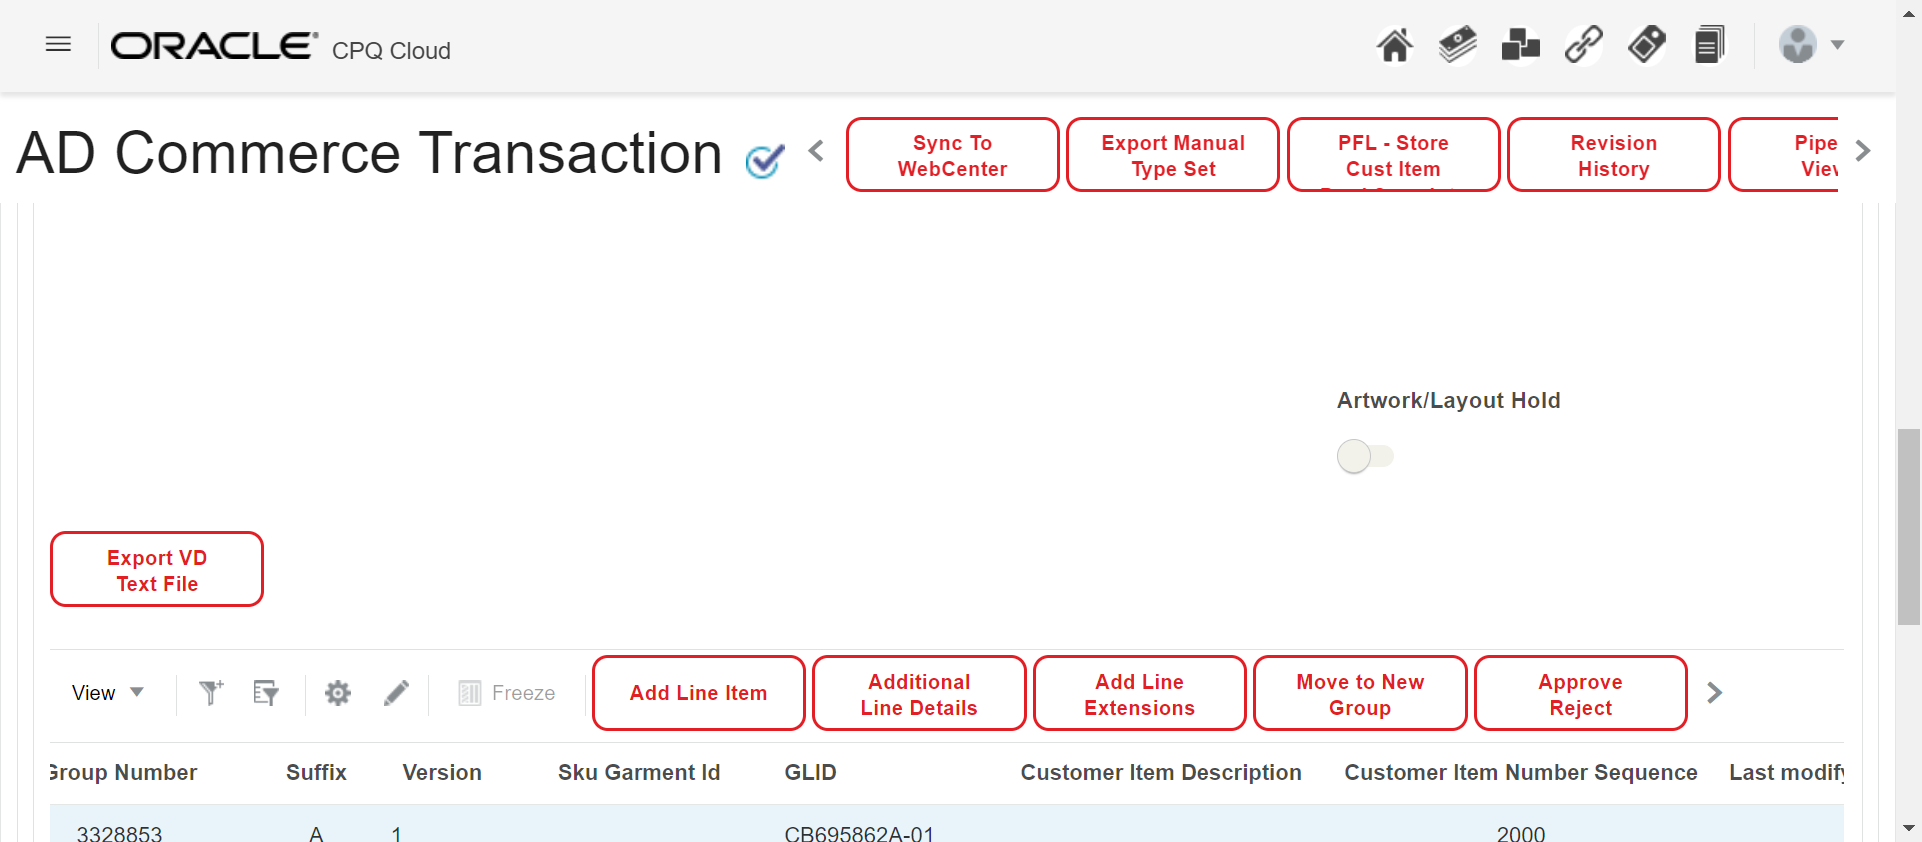 ORACLE® CPQ Cloud
AD Commerce Transaction
Sync To
WebCenter
Export Manual
Type Set
PFL - Store
Cust Item
Revision
History
Pipe
View
Artwork/Layout Hold
Export VD
Text File
View
Freeze
Add Line Item
Additional
Line Details
Add Line
Extensions
Move to New
Group
Approve
Reject
Group Number Suffix Version Sku Garment Id GLID Customer Item Description Customer Item Number Sequence Last modify
3328853 A 1 CB695862A-01 2000